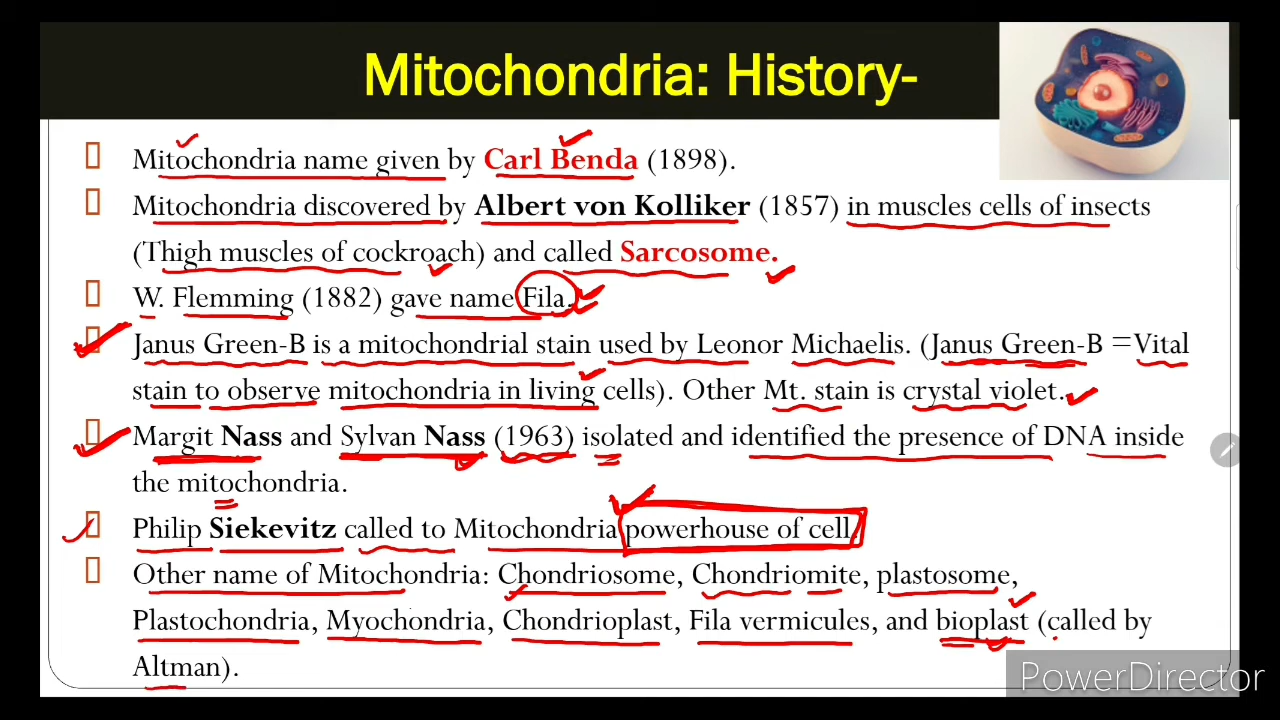 Mitochondria: History-
Mitochondria name given by Carl Benda (1898).
Mitochondria discovered by Albert von Kolliker (1857) in muscles cells of insects
(Thigh muscles of cockroach) and called Sarcosome.
W. Flemming (1882) gave name Fila.
Janus Green-B is a mitochondrial stain used by Leonor Michaelis. (Janus Green-B =Vital
stain to observe mitochondria in living cells). Other Mt. stain is crystal violet.
Margit Nass and Sylvan Nass (1963) isolated and identified the presence of DNA inside
the mitochondria.
Philip Siekevitz called to Mitochondria powerhouse of cell.
Other name of Mitochondria: Chondriosome, Chondriomite, plastosome,
Plastochondria, Myochondria, Chondrioplast, Fila vermicules, and bioplast (called by
Altman).
PowerDirector